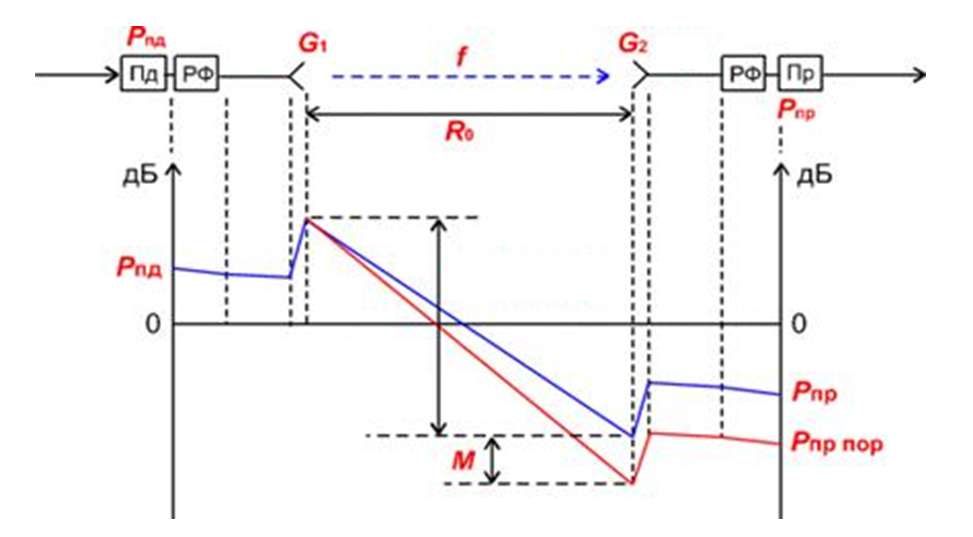 Pпд G1 f G2
Пд РФ РФ Пр
R0 Pпр
дБ дБ
Pпд
0 0
Pпр
Pпр пор
M